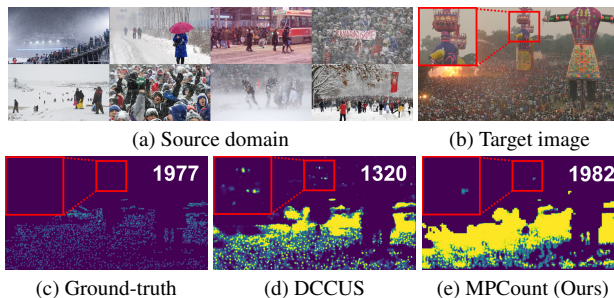 (a) Source domain
(b) Target image
1977
1320
1982
(c) Ground-truth
(d) DCCUS
(e) MPCount (Ours)